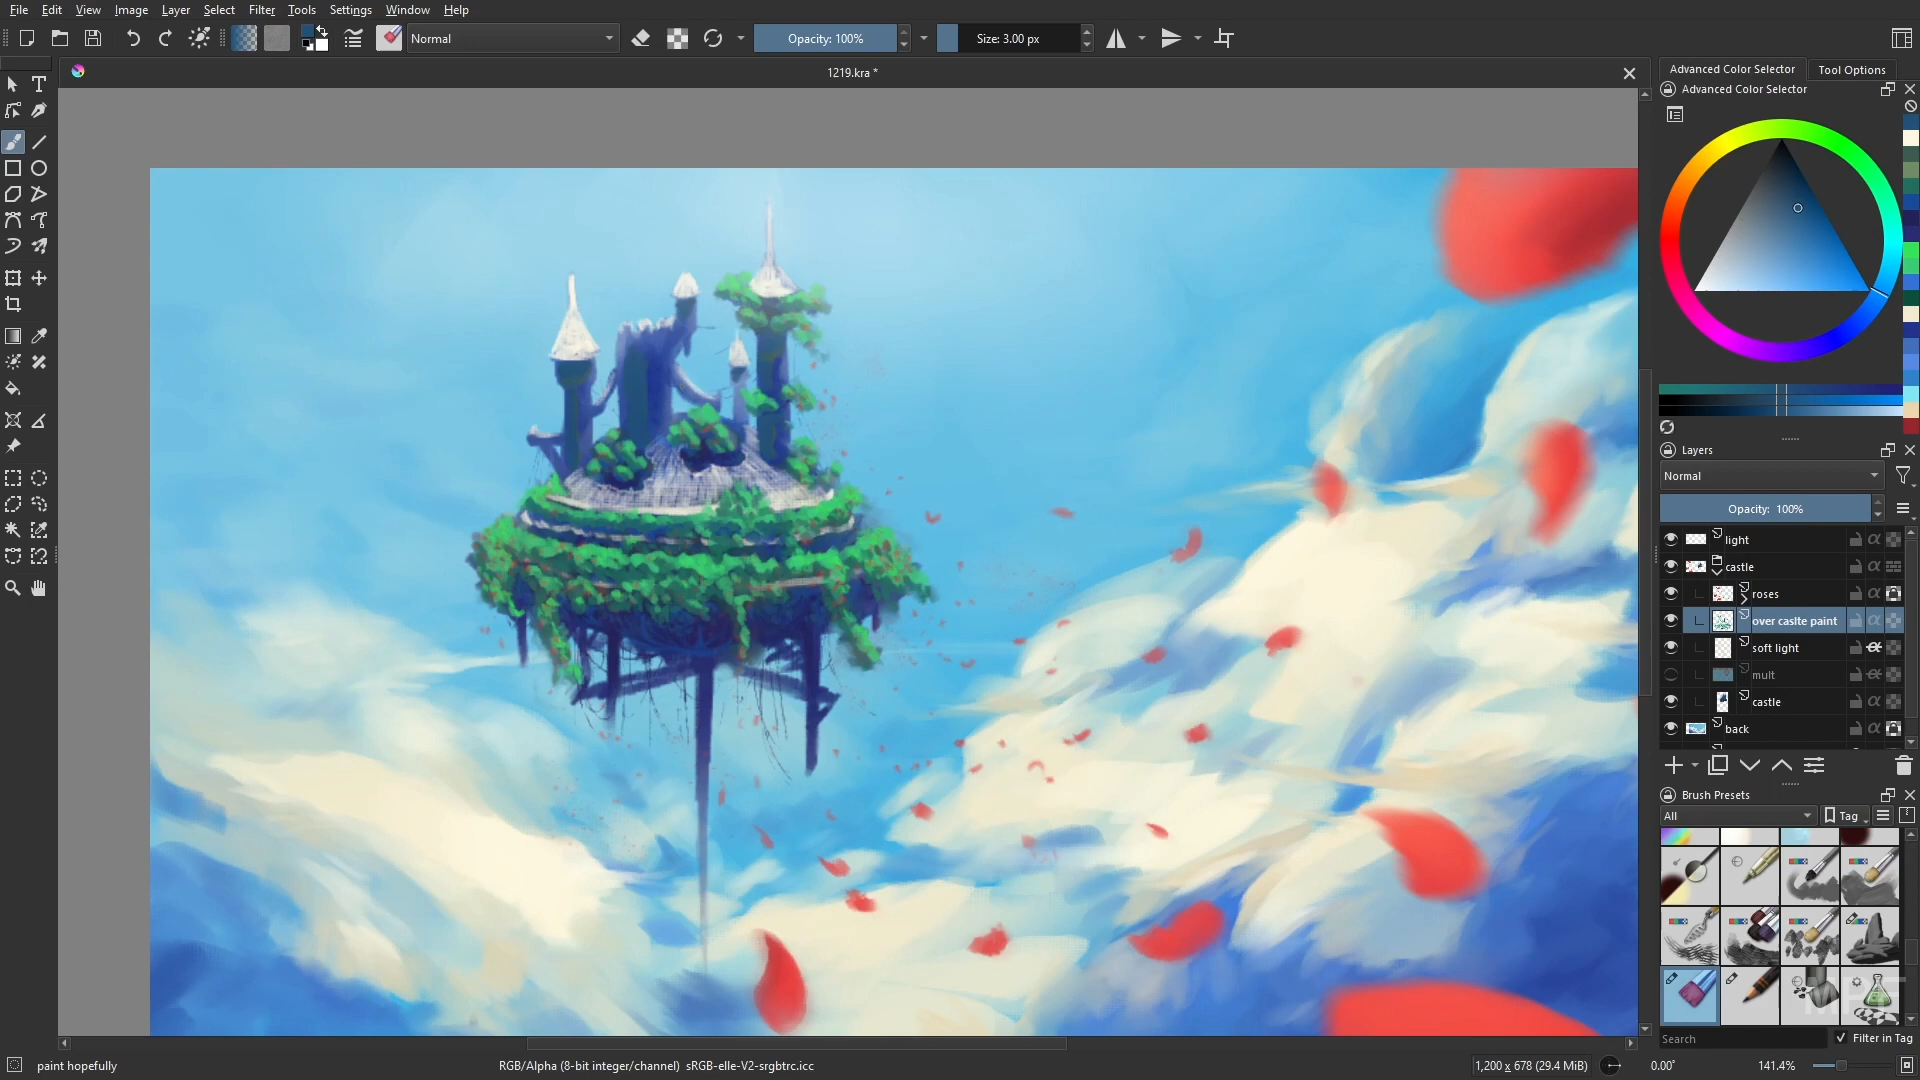 File Edit View Image Layer Select Filter Tools Settings Window Help
Normal
Opacity: 100%
Size: 3.00 px
1219.kra *
Advanced Color Selector
Tool Options
Advanced Color Selector
Layers
Normal
Opacity: 100%
light
castle
roses
over caslte paint
soft light
mult
castle
back
Brush Presets
All
Tag
Search
Filter in Tag
paint hopefully
RGB/Alpha (8-bit integer/channel) sRGB-elle-V2-srgbtrc.icc
1,200 x 678 (29.4 MiB)
0.00°
141.4%